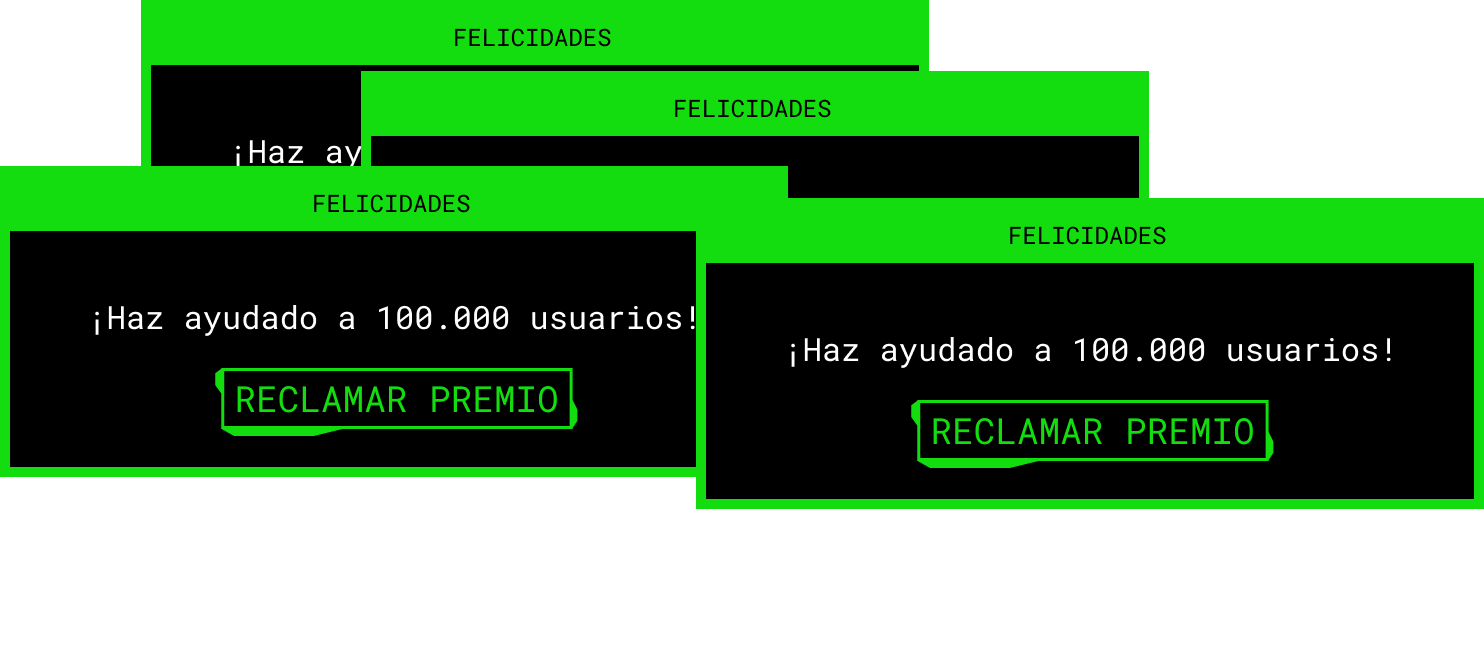 FELICIDADES
FELICIDADES
¡Haz ay
FELICIDADES
FELICIDADES
¡Haz ayudado a 100.000 usuarios!
¡Haz ayudado a 100.000 usuarios!
RECLAMAR PREMIO
RECLAMAR PREMIO